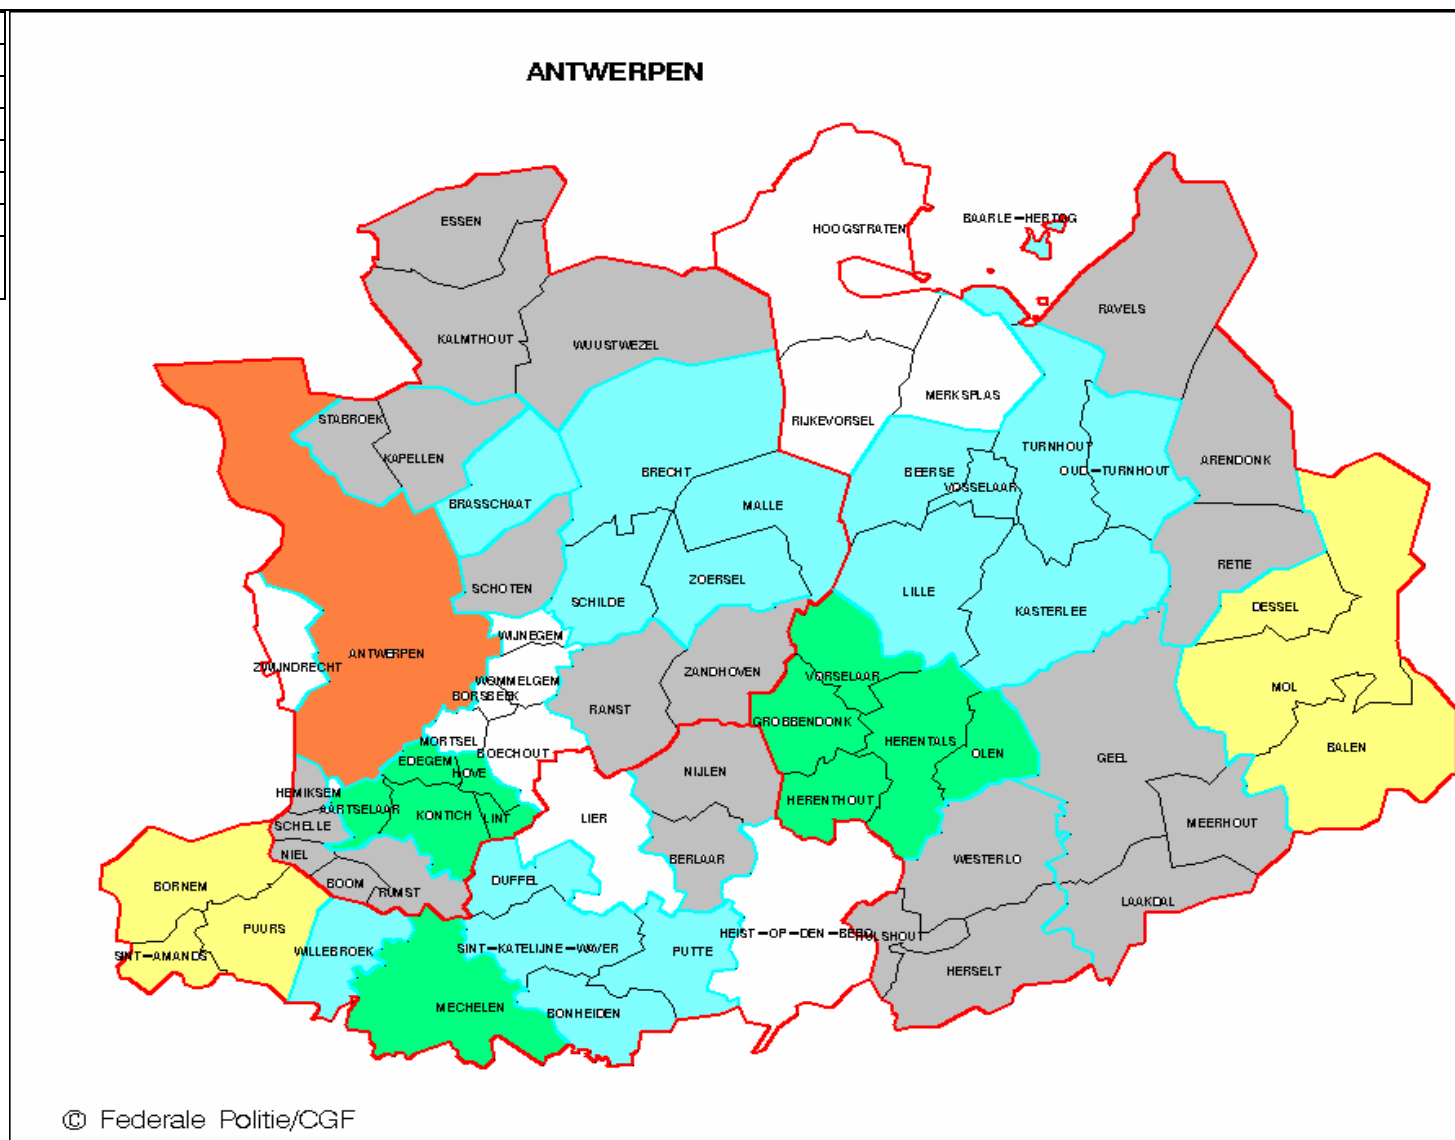 ANTWERPEN
HOOGSTRATEN
BAARLE-HERTOG
ESSEN
RAVELS
KALMTHOUT
WUUSTWEZEL
MERKSPLAS
STABROEK
RIJKEVORSEL
KAPELLEN
TURNHOUT
ARENDONK
BRECHT
BEERSE
OUD-TURNHOUT
VOSSELAAR
BRASSCHAAT
MALLE
RETIE
ZOERSEL
SCHOTEN
LILLE
SCHILDE
KASTERLEE
DESSEL
WIJNEGEM
ANTWERPEN
ZWIJNDRECHT
ZANDHOVEN
VORSELAAR
WOMMELGEM
MOL
BORSBEEK
RANST
GROBBENDONK
MORTSEL
HERENTALS
BALEN
BOECHOUT
OLEN
EDEGEM
GEEL
HOVE
NIJLEN
HEMIKSEM
HERENTHOUT
AARTSELAAR
KONTICH
LINT
LIER
MEERHOUT
SCHELLE
NIEL
BERLAAR
WESTERLO
BORNEM
BOOM
DUFFEL
RUMST
LAAKDAL
PUURS
HEIST-OP-DEN-BERG
HULSHOUT
SINT-AMANDS
WILLEBROEK
SINT-KATELIJNE-WAVER
PUTTE
HERSELT
MECHELEN
BONHEIDEN
© Federale Politie/CGF